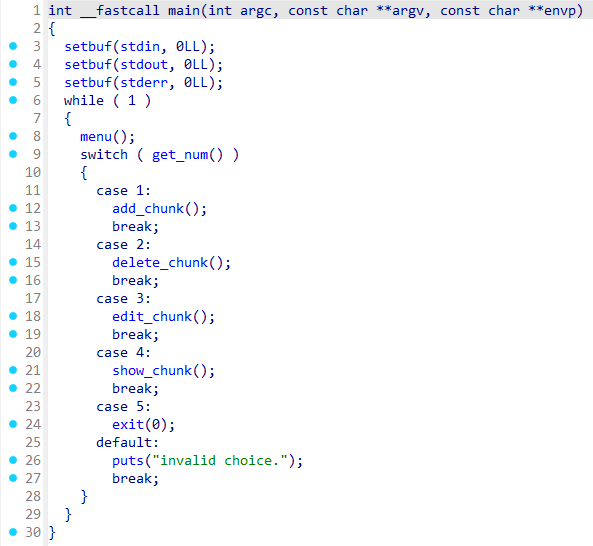 1 int __fastcall main(int argc, const char **argv, const char **envp)
2 {
3   setbuf(stdin, 0LL);
4   setbuf(stdout, 0LL);
5   setbuf(stderr, 0LL);
6   while ( 1 )
7   {
8     menu();
9     switch ( get_num() )
10     {
11       case 1:
12         add_chunk();
13         break;
14       case 2:
15         delete_chunk();
16         break;
17       case 3:
18         edit_chunk();
19         break;
20       case 4:
21         show_chunk();
22         break;
23       case 5:
24         exit(0);
25       default:
26         puts("invalid choice.");
27         break;
28     }
29   }
30 }